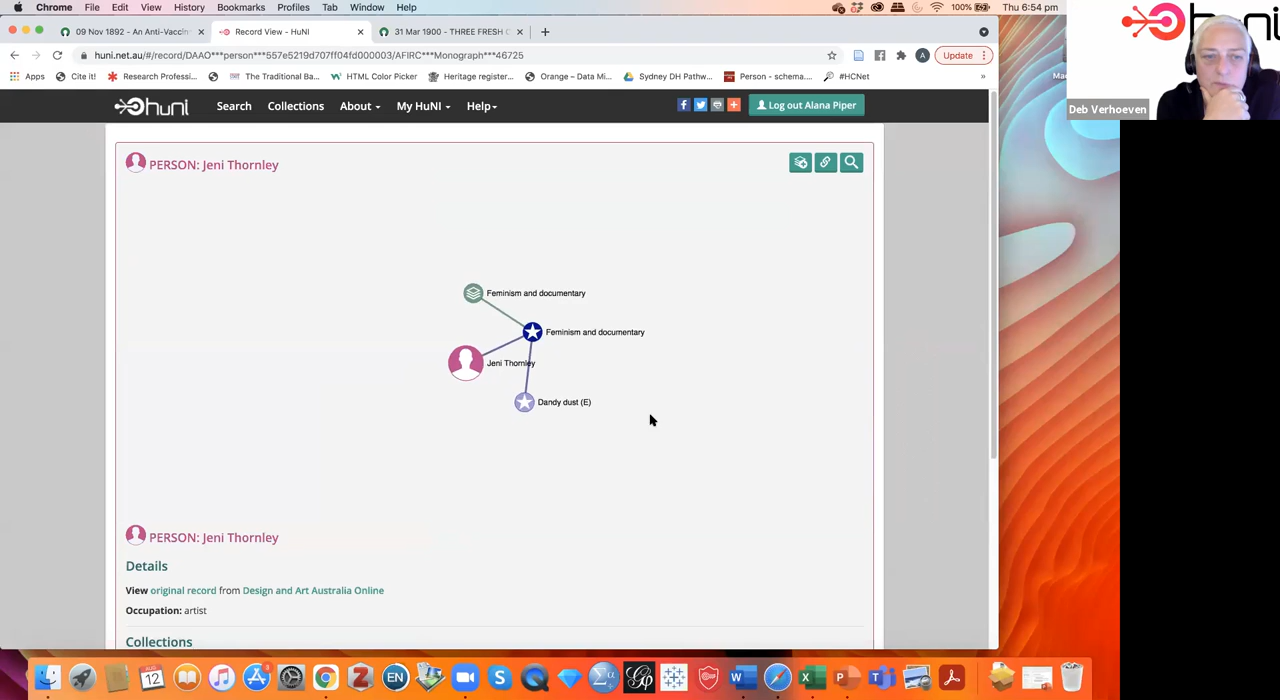 Chrome File Edit View History Bookmarks Profiles Tab Window Help 100% Thu 6:54 pm
09 Nov 1892 - An Anti-Vaccin Record View - HuNI 31 Mar 1900 - THREE FRESH C
huni.net.au/#/record/DAAO***person***557e5219d707ff04fd000003/AFIRC***Monograph***46725 A Update
Apps Cite it! Research Professi... The Traditional Ba... HTML Color Picker Heritage register... Orange – Data Mi... Sydney DH Pathw... Person - schema.... #HCNet »
huni Search Collections About My HuNI Help Log out Alana Piper
PERSON: Jeni Thornley
Feminism and documentary
Feminism and documentary
Jeni Thornley
Dandy dust (E)
PERSON: Jeni Thornley
Details
View original record from Design and Art Australia Online
Occupation: artist
Collections
huni
Deb Verhoeven